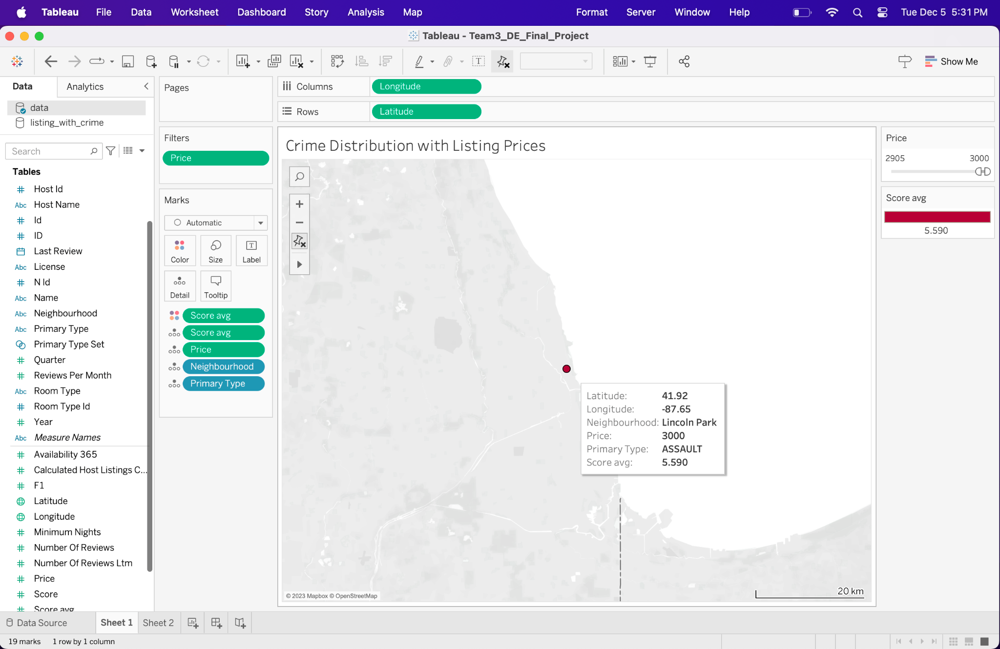 Tableau File Data Worksheet Dashboard Story Analysis Map Format Server Window Help Tue Dec 5 5:31 PM
Tableau - Team3_DE_Final_Project
Show Me
Data Analytics
data
listing_with_crime
Search
Tables
Host Id
Abc Host Name
Id
ID
Last Review
Abc License
N Id
Abc Name
Abc Neighbourhood
Abc Primary Type
Primary Type Set
Quarter
Reviews Per Month
Abc Room Type
Room Type Id
Year
Abc Measure Names
Availability 365
Calculated Host Listings C...
F1
Latitude
Longitude
Minimum Nights
Number Of Reviews
Number Of Reviews Ltm
Price
Score
Score avg
Pages
Filters
Price
Marks
Automatic
Color Size Label
Detail Tooltip
Score avg
Score avg
Price
Neighbourhood
Primary Type
Columns Longitude
Rows Latitude
Crime Distribution with Listing Prices
Latitude: 41.92
Longitude: -87.65
Neighbourhood: Lincoln Park
Price: 3000
Primary Type: ASSAULT
Score avg: 5.590
© 2023 Mapbox © OpenStreetMap
20 km
Price
2905 3000
Score avg
5.590
Data Source Sheet 1 Sheet 2
19 marks 1 row by 1 column